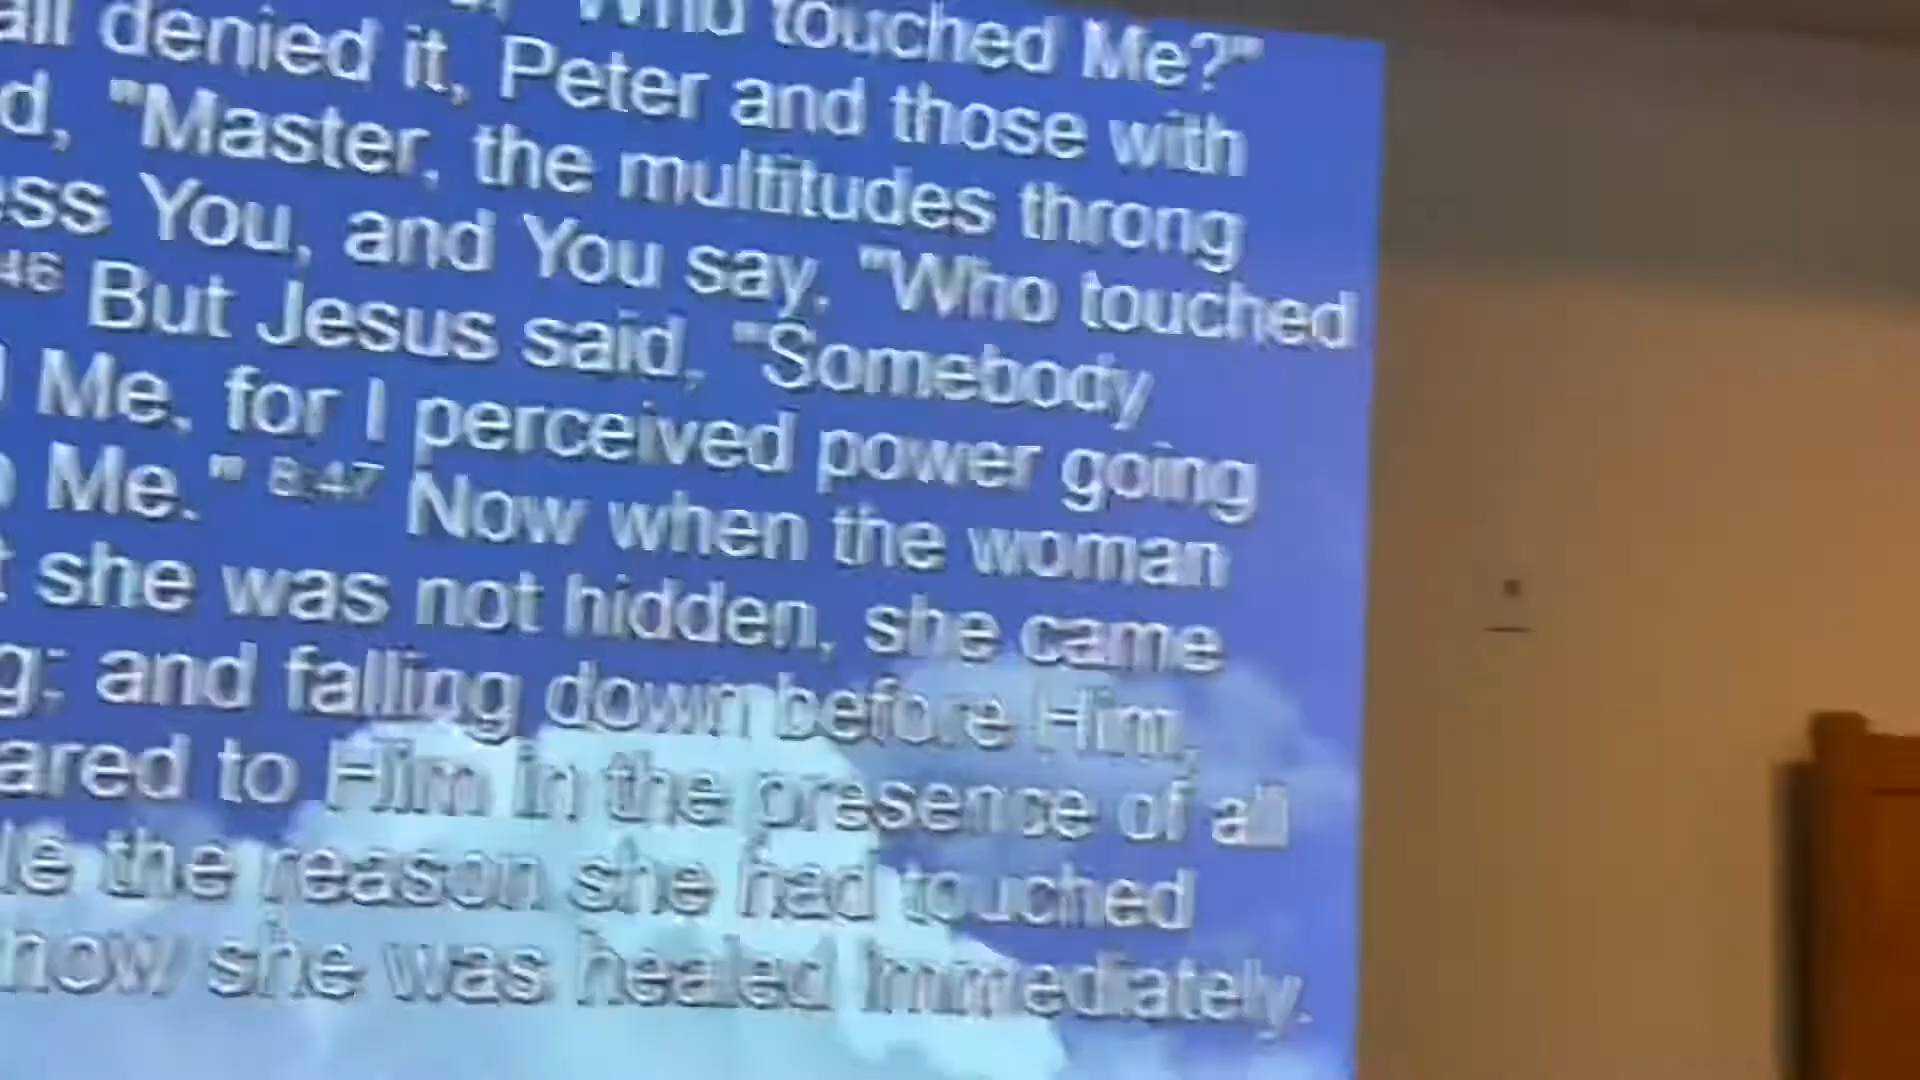 "Who touched Me?"
all denied it, Peter and those with
d, "Master, the multitudes throng
ess You, and You say, "Who touched
46 But Jesus said, "Somebody
Me, for I perceived power going
Me." 8:47 Now when the woman
t she was not hidden, she came
g; and falling down before Him,
ared to Him in the presence of all
le the reason she had touched
how she was healed immediately.